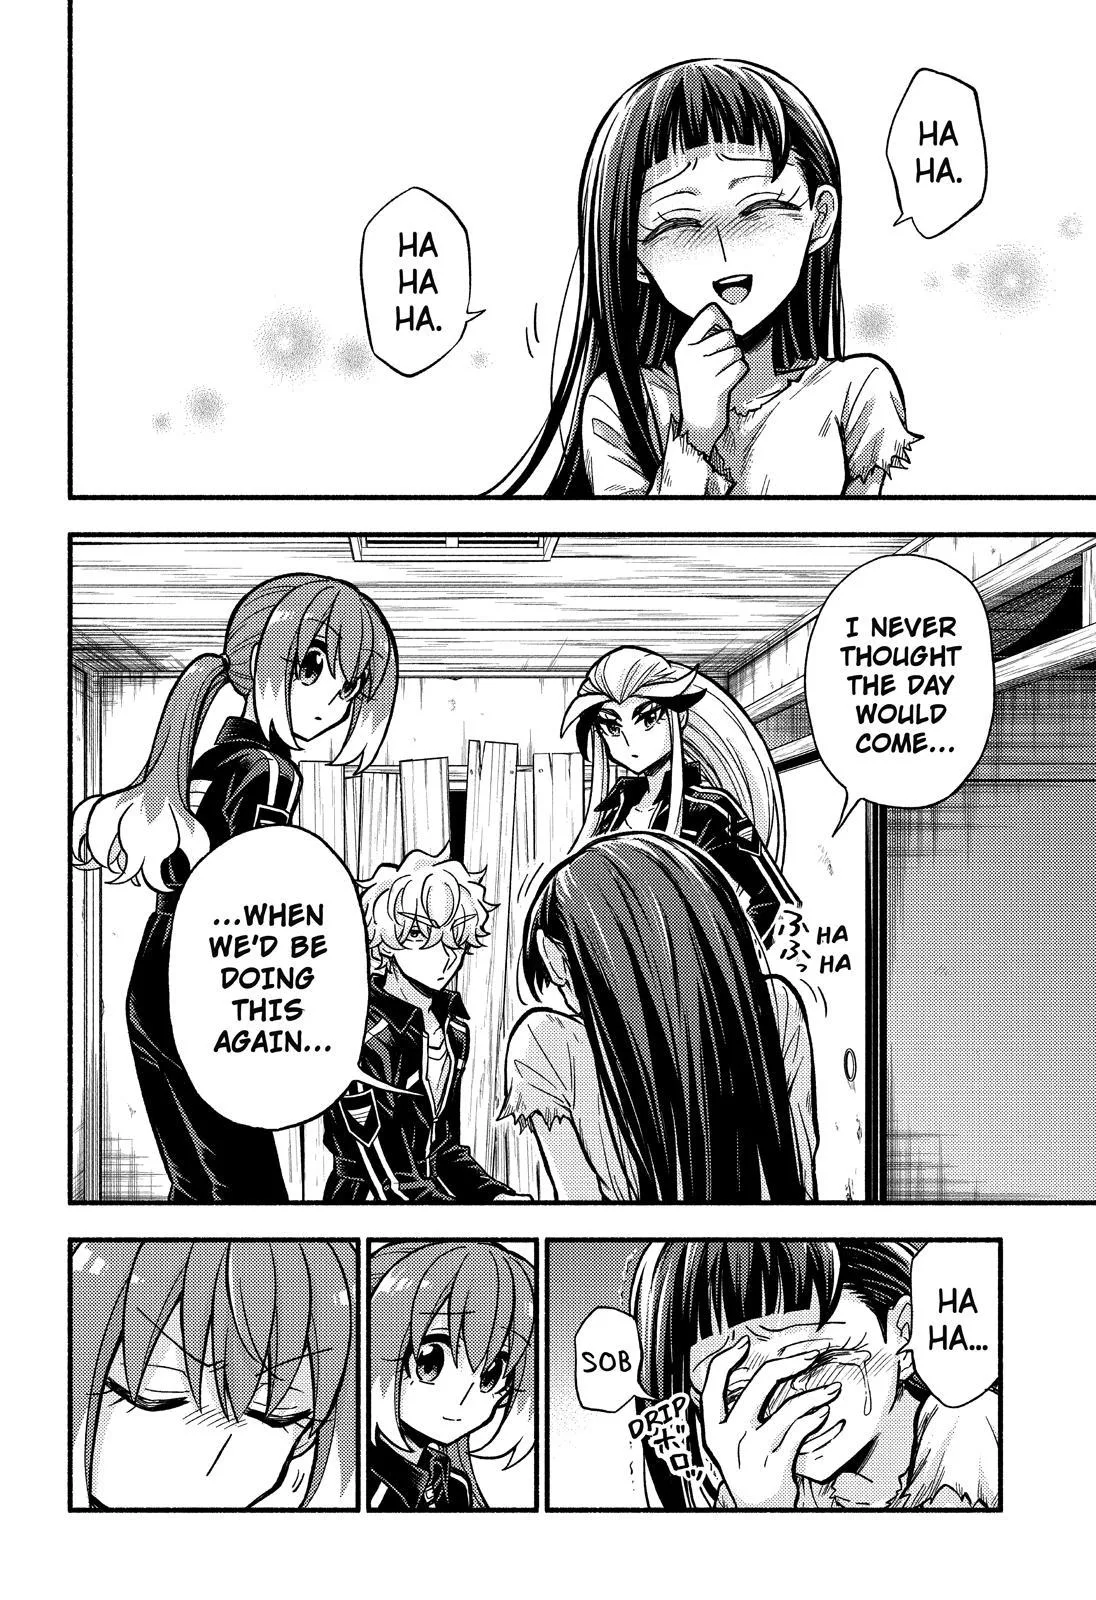 HA
HA.
HA
HA
HA.
I NEVER
THOUGHT
THE DAY
WOULD
COME...
ふふっ
HA
HA
...WHEN
WE'D BE
DOING
THIS
AGAIN...
HA
HA...
SOB
DRIP
ボロッ